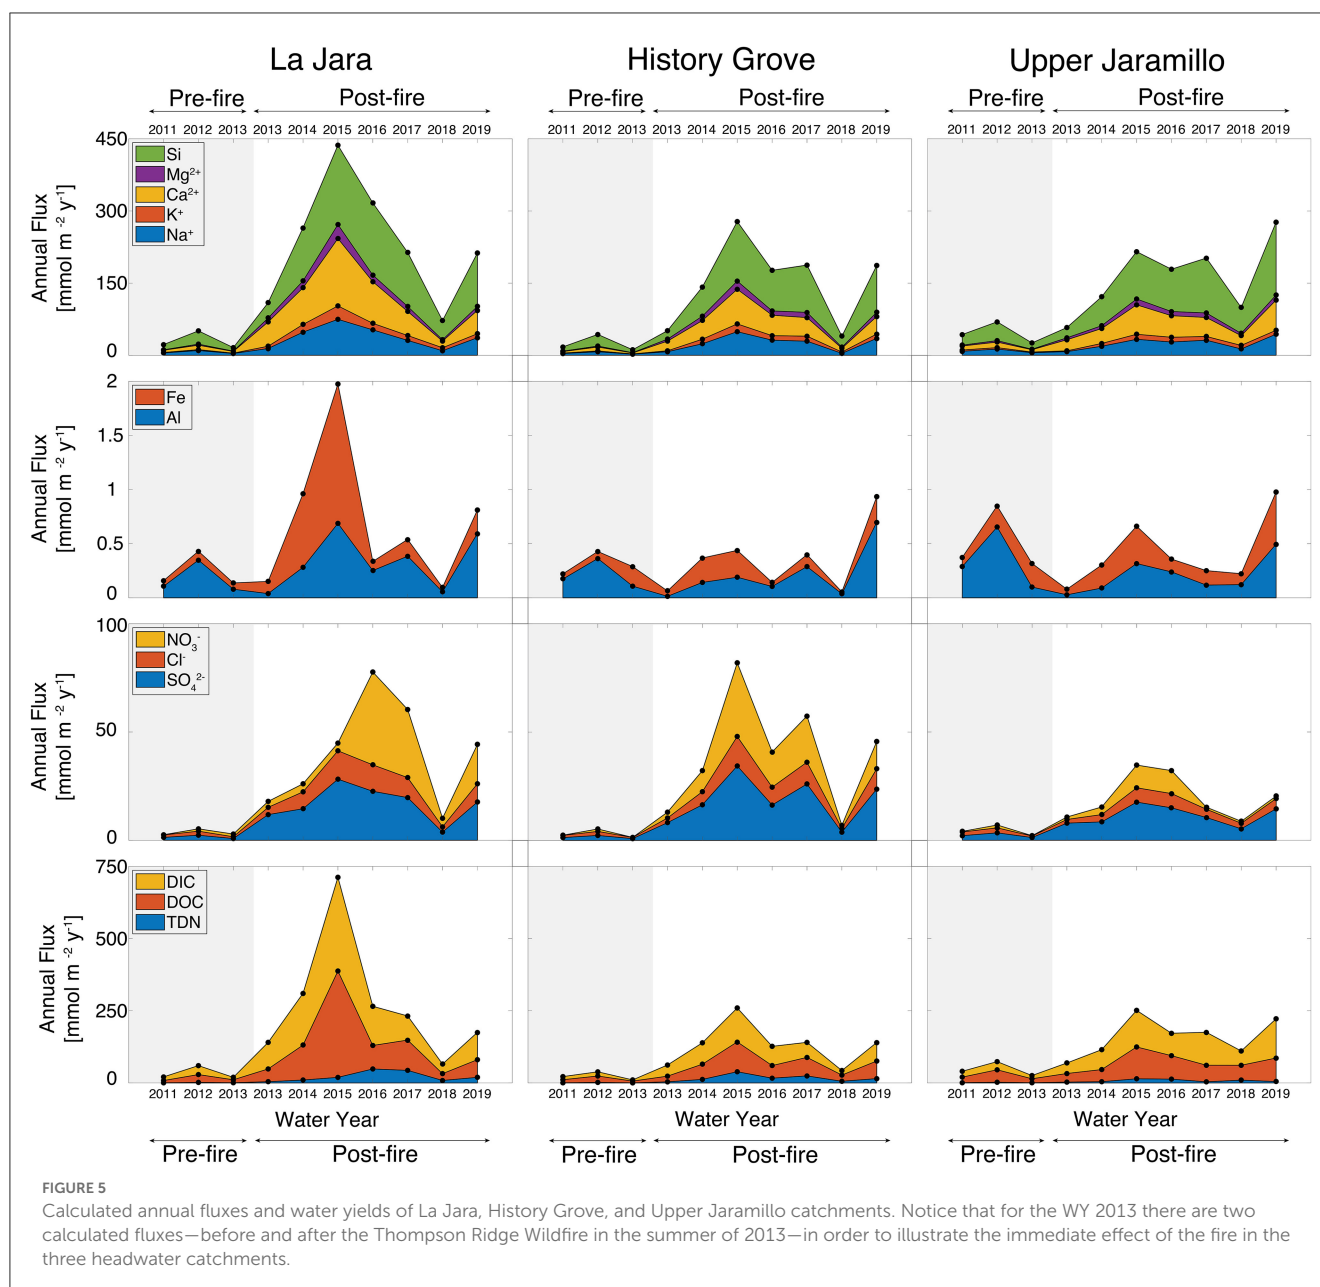 La Jara
History Grove
Upper Jaramillo
Pre-fire
Post-fire
Pre-fire
Post-fire
Pre-fire
Post-fire
2011 2012 2013 2013 2014 2015 2016 2017 2018 2019
2011 2012 2013 2013 2014 2015 2016 2017 2018 2019
2011 2012 2013 2013 2014 2015 2016 2017 2018 2019
Annual Flux
[mmol m⁻² y⁻¹]
450
300
150
0
Si
Mg²⁺
Ca²⁺
K⁺
Na⁺
Annual Flux
[mmol m⁻² y⁻¹]
2
1.5
1
0.5
0
Fe
Al
Annual Flux
[mmol m⁻² y⁻¹]
100
50
0
NO₃⁻
Cl⁻
SO₄²⁻
Annual Flux
[mmol m⁻² y⁻¹]
750
500
250
0
DIC
DOC
TDN
2011 2012 2013 2013 2014 2015 2016 2017 2018 2019
2011 2012 2013 2013 2014 2015 2016 2017 2018 2019
2011 2012 2013 2013 2014 2015 2016 2017 2018 2019
Water Year
Water Year
Water Year
Pre-fire
Post-fire
Pre-fire
Post-fire
Pre-fire
Post-fire
FIGURE 5
Calculated annual fluxes and water yields of La Jara, History Grove, and Upper Jaramillo catchments. Notice that for the WY 2013 there are two
calculated fluxes—before and after the Thompson Ridge Wildfire in the summer of 2013—in order to illustrate the immediate effect of the fire in the
three headwater catchments.